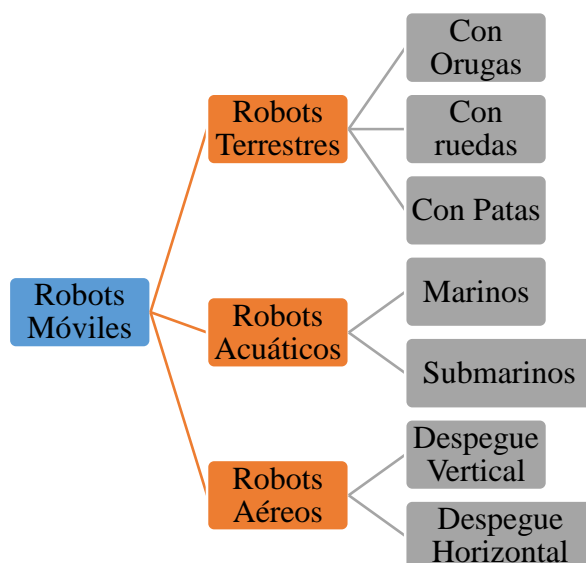 Robots
Móviles
Robots
Terrestres
Con
Orugas
Con
ruedas
Con Patas
Robots
Acuáticos
Marinos
Submarinos
Robots
Aéreos
Despegue
Vertical
Despegue
Horizontal